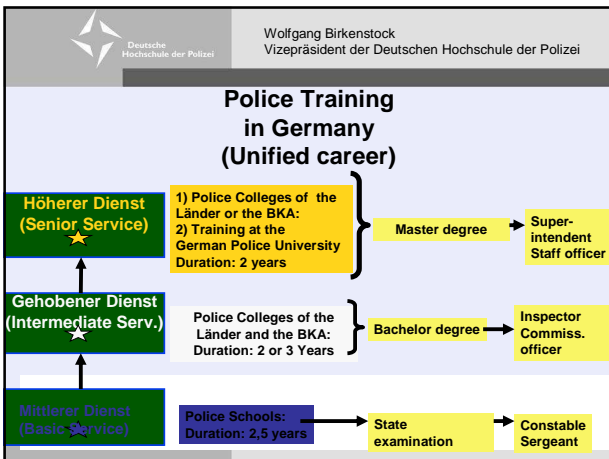 Deutsche
Hochschule der Polizei
Wolfgang Birkenstock
Vizepräsident der Deutschen Hochschule der Polizei
Police Training
in Germany
(Unified career)
Höherer Dienst
(Senior Service)
1) Police Colleges of the
Länder or the BKA:
2) Training at the
German Police University
Duration: 2 years
Master degree
Super-
intendent
Staff officer
Gehobener Dienst
(Intermediate Serv.)
Police Colleges of the
Länder and the BKA:
Duration: 2 or 3 Years
Bachelor degree
Inspector
Commiss.
officer
Mittlerer Dienst
(Basic Service)
Police Schools:
Duration: 2,5 years
State
examination
Constable
Sergeant